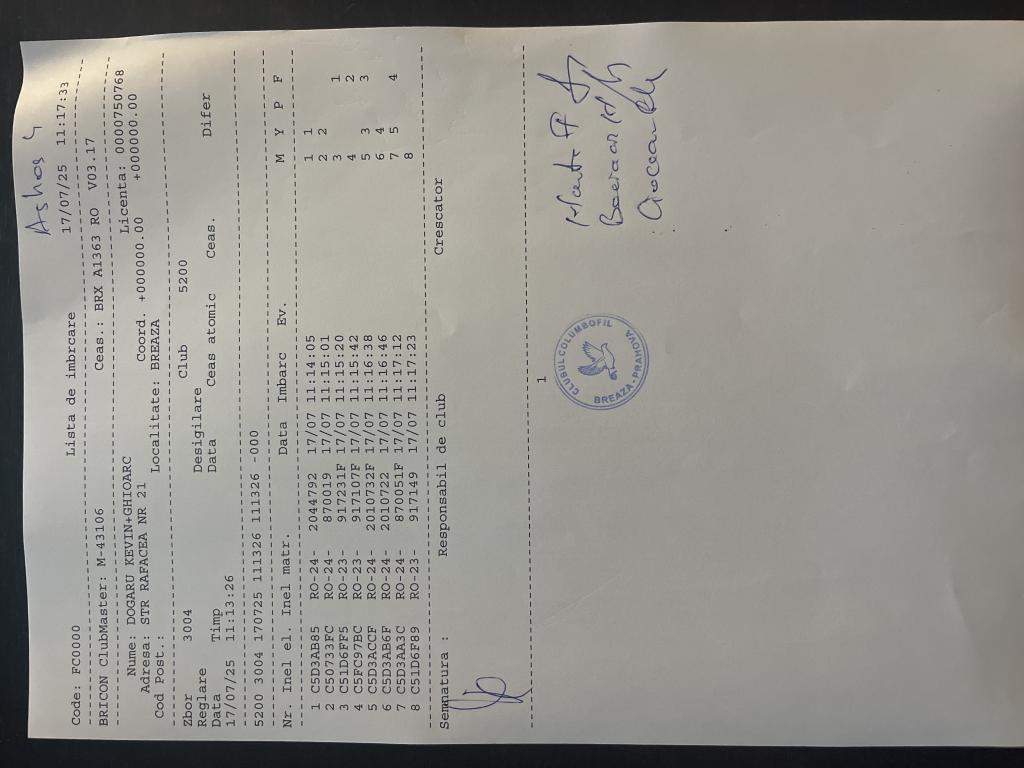 Ashos 4
Code: FC0000 Lista de imbrcare 17/07/25 11:17:33
BRICON ClubMaster: M-43106 Ceas.: BRX A1363 RO V03.17
Nume: DOGARU KEVIN+GHIOARC Licenta: 0000750768
Adresa: STR RAFACEA NR 21 Coord. +000000.00 +000000.00
Cod Post.: Localitate: BREAZA
Zbor 3004 Desigilare Club 5200
Reglare
Data Timp Data Ceas atomic Ceas. Difer
17/07/25 11:13:26
5200 3004 170725 111326 111326 -000
Nr. Inel el. Inel matr. Data Imbarc Ev. M Y P F
1 C5D3AB85 RO-24- 2044792 17/07 11:14:05 1 1
2 C50733FC RO-24- 870019 17/07 11:15:01 2 2
3 C51D6FF5 RO-23- 917231F 17/07 11:15:20 3 1
4 C5FC97BC RO-23- 917107F 17/07 11:15:42 4 2
5 C5D3ACCF RO-24- 2010732F 17/07 11:16:38 5 3 3
6 C5D3AB6F RO-24- 2010722 17/07 11:16:46 6 4
7 C5D3AA3C RO-24- 870051F 17/07 11:17:12 7 5 4
8 C51D6F89 RO-23- 917149 17/07 11:17:23 8
Semnatura : Responsabil de club Crescator
1
CLUBUL COLUMBOFIL
BREAZA-PRAHOVA